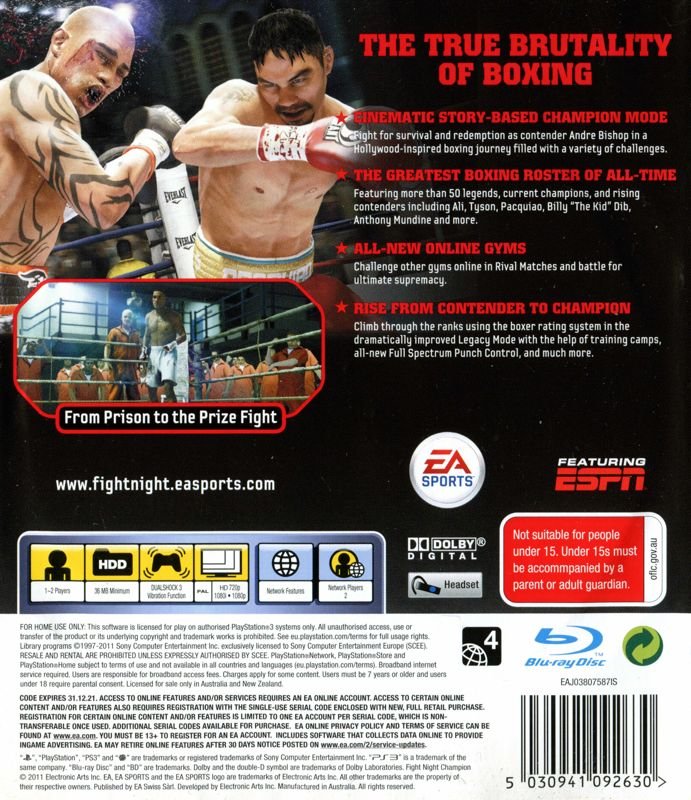 THE TRUE BRUTALITY
OF BOXING
CINEMATIC STORY-BASED CHAMPION MODE
Fight for survival and redemption as contender Andre Bishop in a
Hollywood-inspired boxing journey filled with a variety of challenges.
THE GREATEST BOXING ROSTER OF ALL-TIME
Featuring more than 50 legends, current champions, and rising
contenders including Ali, Tyson, Pacquiao, Billy "The Kid" Dib,
Anthony Mundine and more.
ALL-NEW ONLINE GYMS
Challenge other gyms online in Rival Matches and battle for
ultimate supremacy.
RISE FROM CONTENDER TO CHAMPION
Climb through the ranks using the boxer rating system in the
dramatically improved Legacy Mode with the help of training camps,
all-new Full Spectrum Punch Control, and much more.
EVERLAST
EVERLAST
From Prison to the Prize Fight
www.fightnight.easports.com
EA
SPORTS
FEATURING
ESPN
1-2 Players
HDD
36 MB Minimum
DUALSHOCK 3
Vibration Function
PAL
HD 720p
1080i • 1080p
Network Features
Network Players
2
DOLBY®
DIGITAL
Headset
Not suitable for people
under 15. Under 15s must
be accompanied by a
parent or adult guardian.
oflc.gov.au
FOR HOME USE ONLY: This software is licensed for play on authorised PlayStation®3 systems only. All unauthorised access, use or
transfer of the product or its underlying copyright and trademark works is prohibited. See eu.playstation.com/terms for full usage rights.
Library programs ©1997-2011 Sony Computer Entertainment Inc. exclusively licensed to Sony Computer Entertainment Europe (SCEE).
RESALE AND RENTAL ARE PROHIBITED UNLESS EXPRESSLY AUTHORISED BY SCEE. PlayStation®Network, PlayStation®Store and
PlayStation®Home subject to terms of use and not available in all countries and languages (eu.playstation.com/terms). Broadband internet
service required. Users are responsible for broadband access fees. Charges apply for some content. Users must be 7 years or older and users
under 18 require parental consent. Licensed for sale only in Australia and New Zealand.
4
Blu-ray Disc™
EAJ03807587IS
CODE EXPIRES 31.12.21. ACCESS TO ONLINE FEATURES AND/OR SERVICES REQUIRES AN EA ONLINE ACCOUNT. ACCESS TO CERTAIN ONLINE
CONTENT AND/OR FEATURES ALSO REQUIRES REGISTRATION WITH THE SINGLE-USE SERIAL CODE ENCLOSED WITH NEW, FULL RETAIL PURCHASE.
REGISTRATION FOR CERTAIN ONLINE CONTENT AND/OR FEATURES IS LIMITED TO ONE EA ACCOUNT PER SERIAL CODE, WHICH IS NON-
TRANSFERABLE ONCE USED. ADDITIONAL SERIAL CODES AVAILABLE FOR PURCHASE. EA ONLINE PRIVACY POLICY AND TERMS OF SERVICE CAN BE
FOUND AT www.ea.com. YOU MUST BE 13+ TO REGISTER FOR AN EA ACCOUNT. INCLUDES SOFTWARE THAT COLLECTS DATA ONLINE TO PROVIDE
INGAME ADVERTISING. EA MAY RETIRE ONLINE FEATURES AFTER 30 DAYS NOTICE POSTED ON www.ea.com/2/service-updates.
"PlayStation", "PS3" and are trademarks or registered trademarks of Sony Computer Entertainment Inc. "PS3" is a trademark of the
same company. "Blu-ray Disc" and "BD" are trademarks. Dolby and the double-D symbol are trademarks of Dolby Laboratories. Fight Night Champion
© 2011 Electronic Arts Inc. EA, EA SPORTS and the EA SPORTS logo are trademarks of Electronic Arts Inc. All other trademarks are the property of
their respective owners. Published by EA Swiss Sàrl. Developed by Electronic Arts Inc. Manufactured in Australia. All rights reserved.
5 030941 092630 >